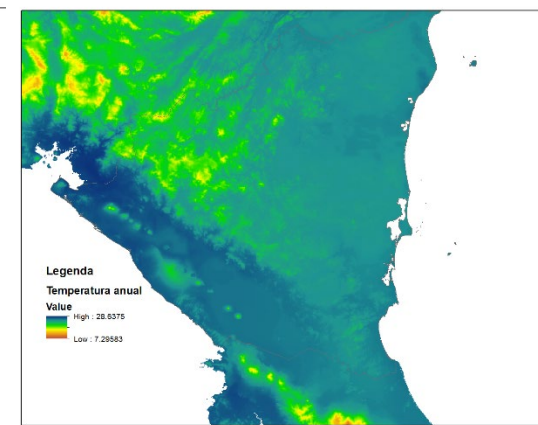 Legenda
Temperatura anual
Value
High : 28.6375
Low : 7.29583